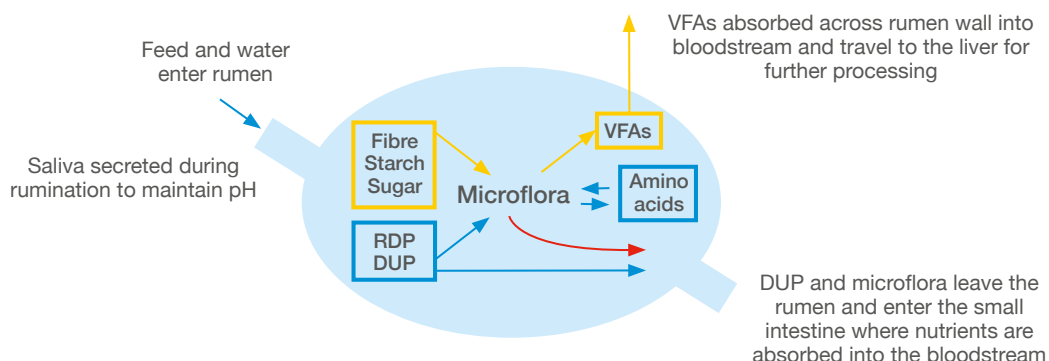 Feed and water
enter rumen
Saliva secreted during
rumination to maintain pH
Fibre
Starch
Sugar
RDP
DUP
Microflora
VFAs
Amino
acids
VFAs absorbed across rumen wall into
bloodstream and travel to the liver for
further processing
DUP and microflora leave the
rumen and enter the small
intestine where nutrients are
absorbed into the bloodstream